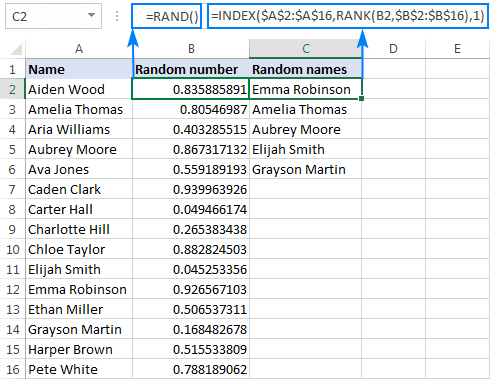 C2 =RAND() =INDEX($A$2:$A$16,RANK(B2,$B$2:$B$16),1)
A B C D E
1 Name Random number Random names
2 Aiden Wood 0.835885891 Emma Robinson
3 Amelia Thomas 0.80546987 Amelia Thomas
4 Aria Williams 0.403285515 Aubrey Moore
5 Aubrey Moore 0.867317132 Elijah Smith
6 Ava Jones 0.559189193 Grayson Martin
7 Caden Clark 0.939963926
8 Carter Hall 0.049466174
9 Charlotte Hill 0.265383438
10 Chloe Taylor 0.882824503
11 Elijah Smith 0.045253356
12 Emma Robinson 0.926567103
13 Ethan Miller 0.506537311
14 Grayson Martin 0.168482678
15 Harper Brown 0.515533809
16 Pete White 0.788189062